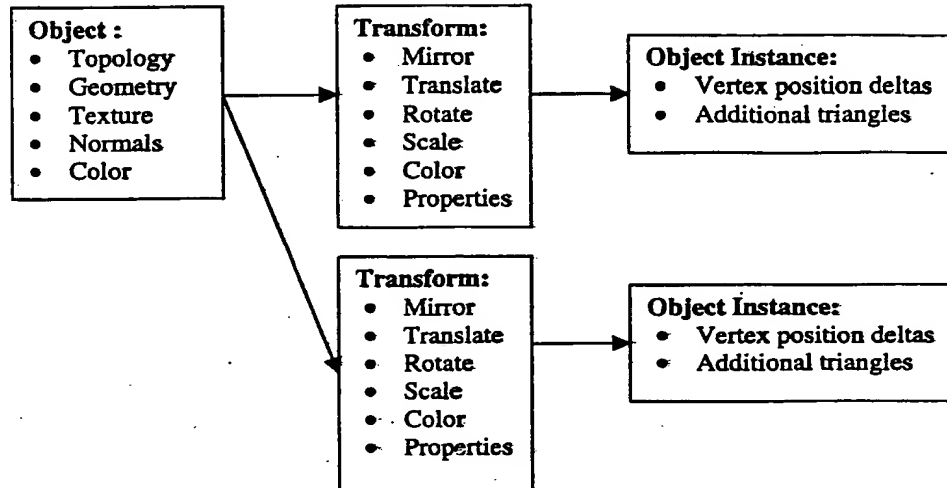 Object :
• Topology
• Geometry
• Texture
• Normals
• Color
Transform:
• Mirror
• Translate
• Rotate
• Scale
• Color
• Properties
Object Instance:
• Vertex position deltas
• Additional triangles
Transform:
• Mirror
• Translate
• Rotate
• Scale
• Color
• Properties
Object Instance:
• Vertex position deltas
• Additional triangles